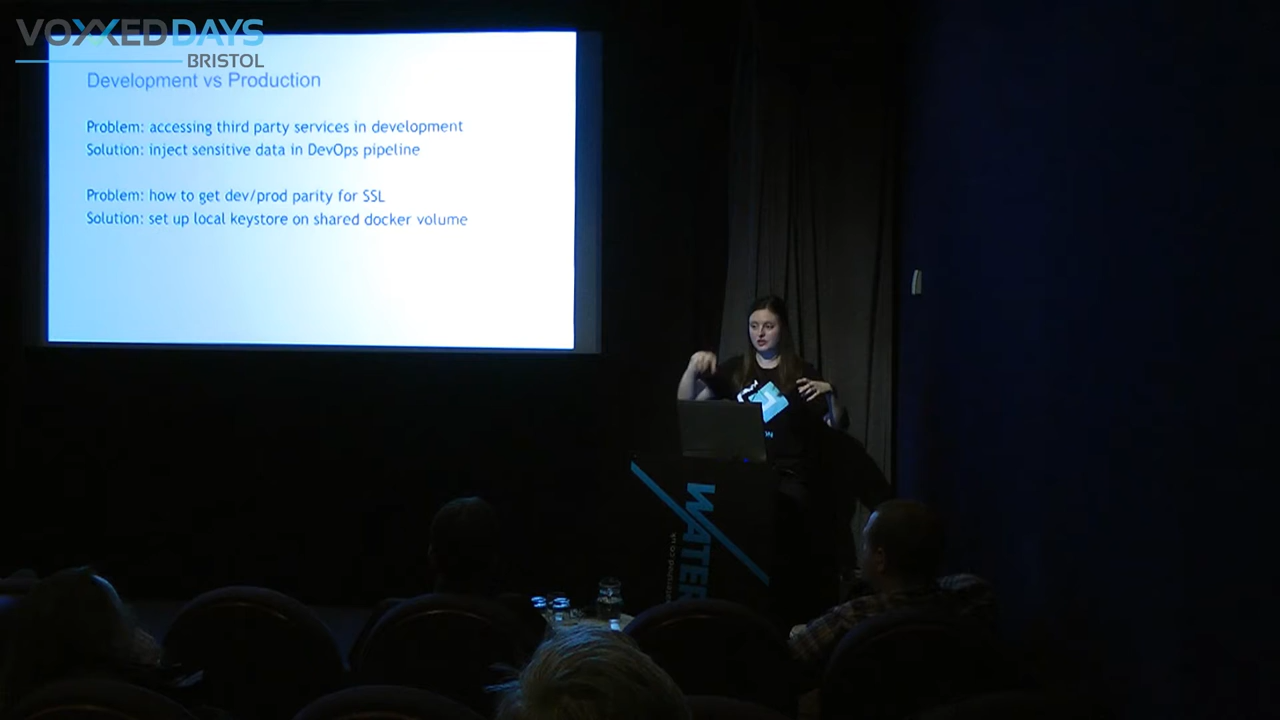 VOXXEDDAYS
BRISTOL
Development vs Production
Problem: accessing third party services in development
Solution: inject sensitive data in DevOps pipeline
Problem: how to get dev/prod parity for SSL
Solution: set up local keystore on shared docker volume
WATER